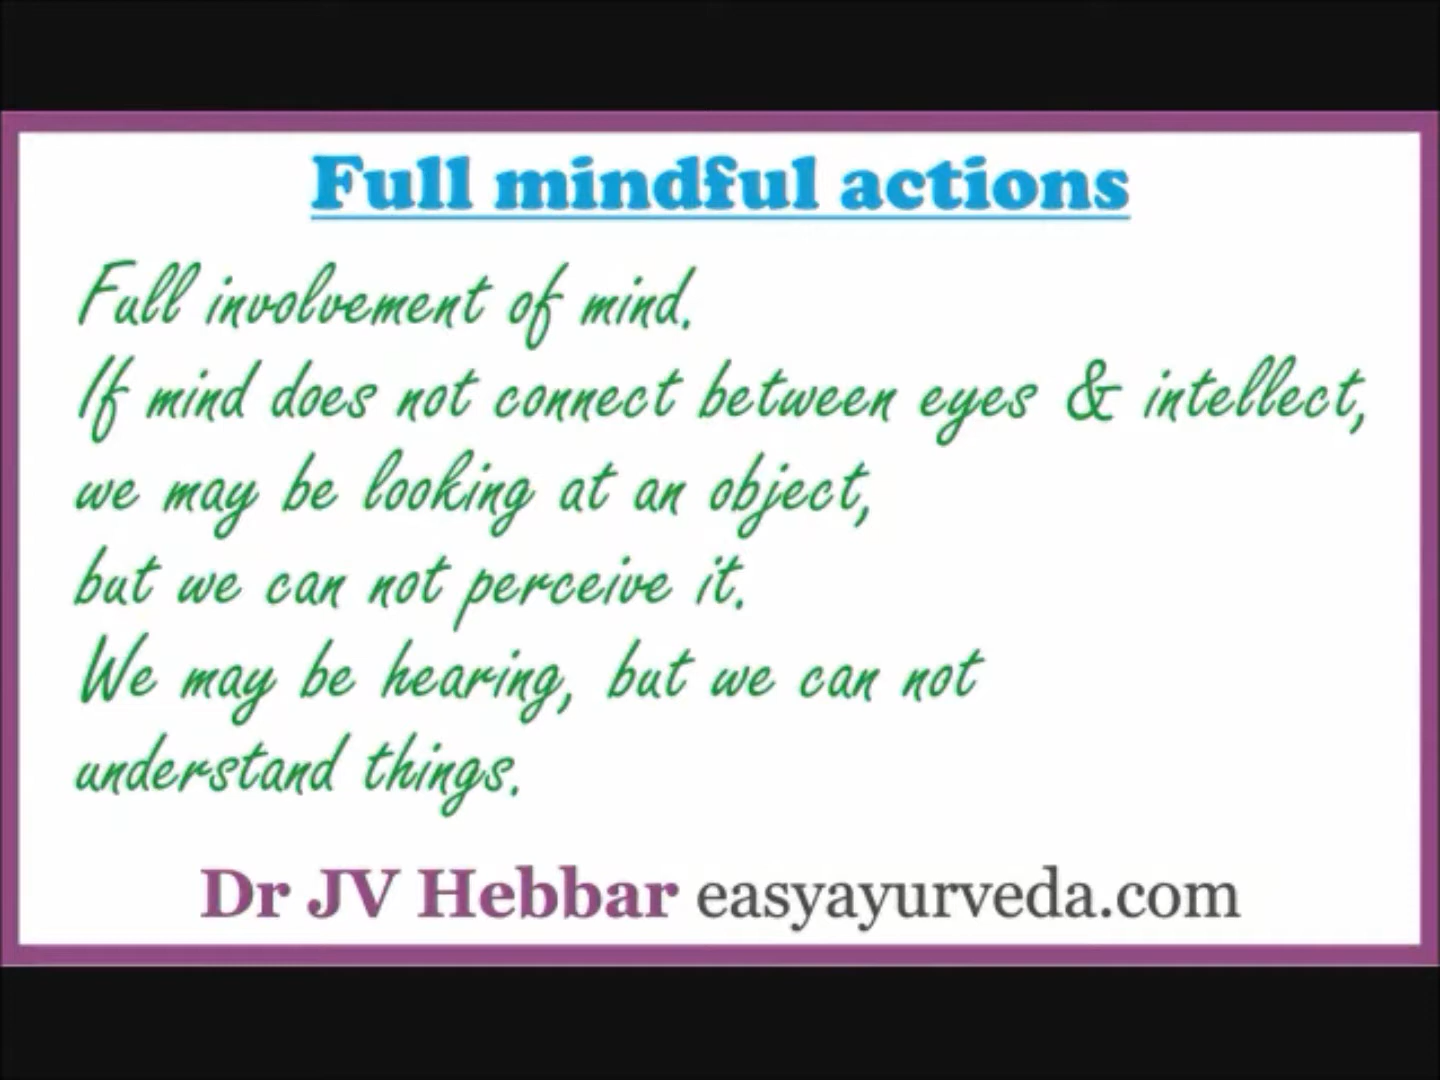 Full mindful actions
Full involvement of mind.
If mind does not connect between eyes & intellect,
we may be looking at an object,
but we can not perceive it.
We may be hearing, but we can not
understand things.
Dr JV Hebbar easyayurveda.com